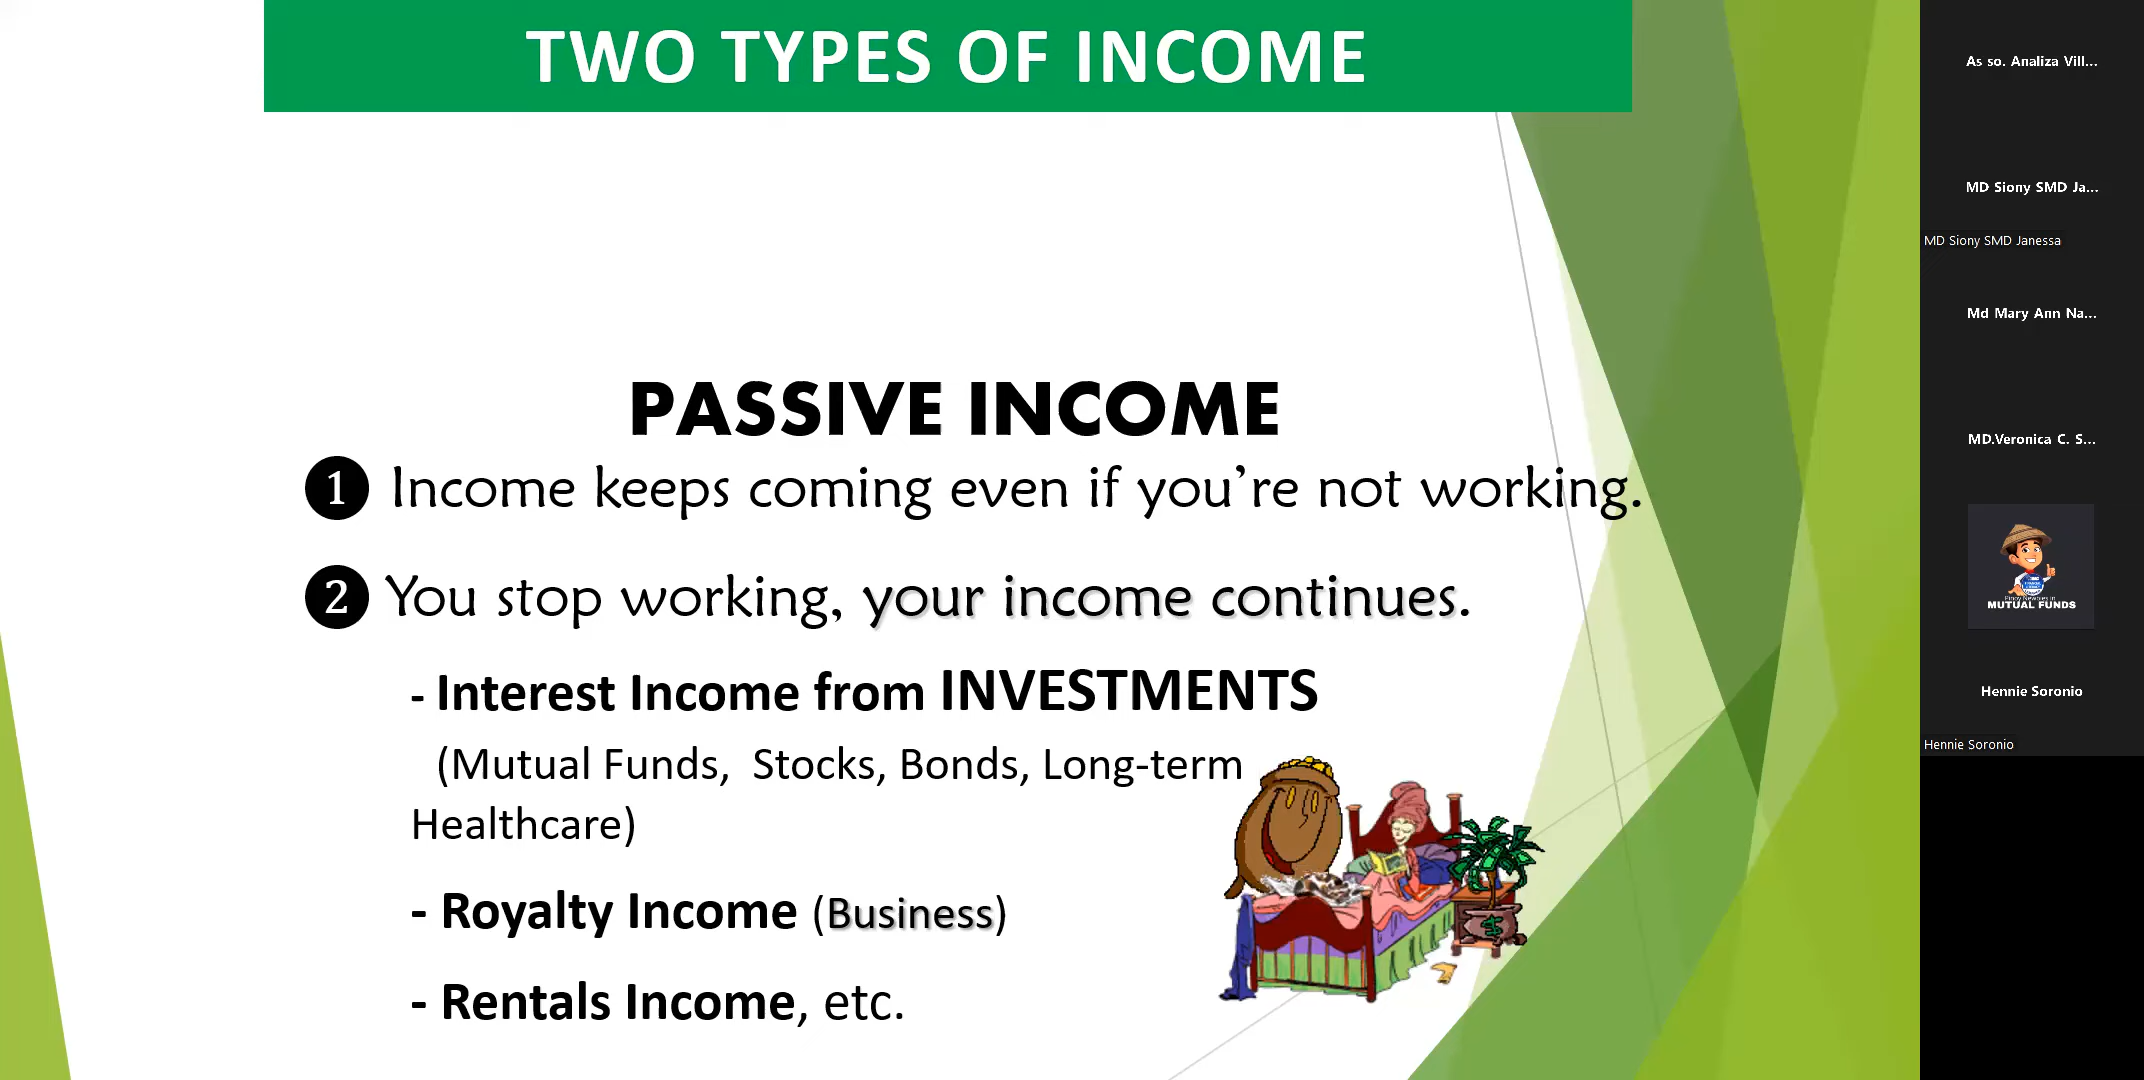 TWO TYPES OF INCOME
PASSIVE INCOME
1 Income keeps coming even if you’re not working.
2 You stop working, your income continues.
- Interest Income from INVESTMENTS
(Mutual Funds, Stocks, Bonds, Long-term
Healthcare)
- Royalty Income (Business)
- Rentals Income, etc.
As so. Analiza Vill...
MD Siony SMD Ja...
MD Siony SMD Janessa
Md Mary Ann Na...
MD.Veronica C. S...
Pinoy Newbies in
MUTUAL FUNDS
Hennie Soronio
Hennie Soronio